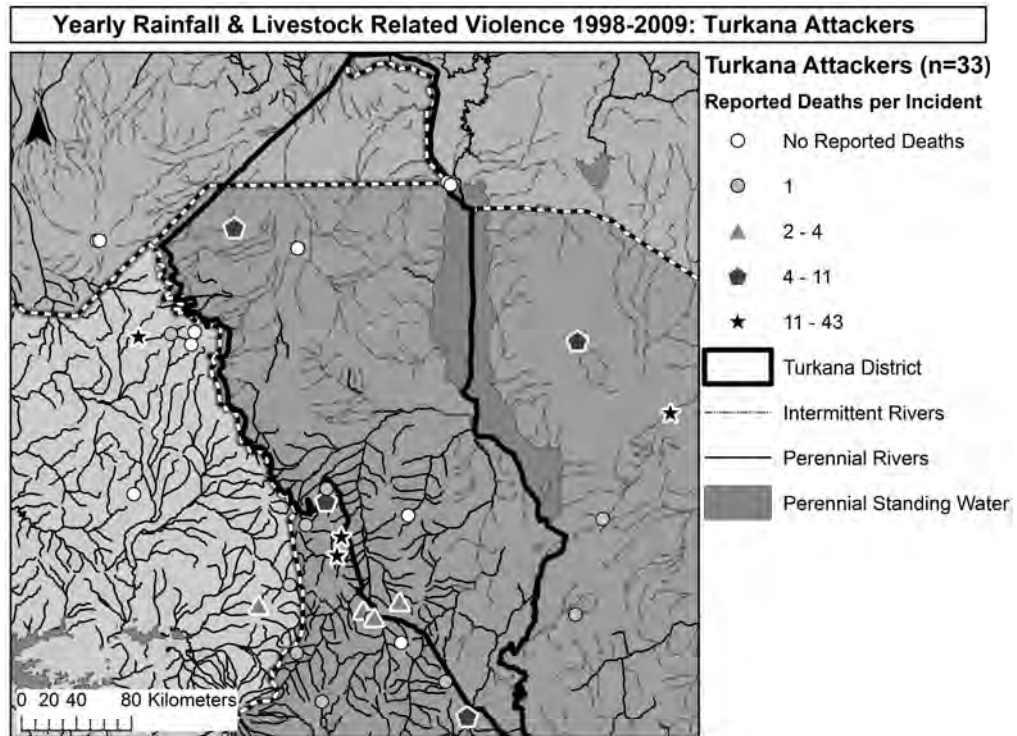 Yearly Rainfall & Livestock Related Violence 1998-2009: Turkana Attackers
Turkana Attackers (n=33)
Reported Deaths per Incident
No Reported Deaths
1
2 - 4
4 - 11
11 - 43
Turkana District
Intermittent Rivers
Perennial Rivers
Perennial Standing Water
0 20 40 80 Kilometers